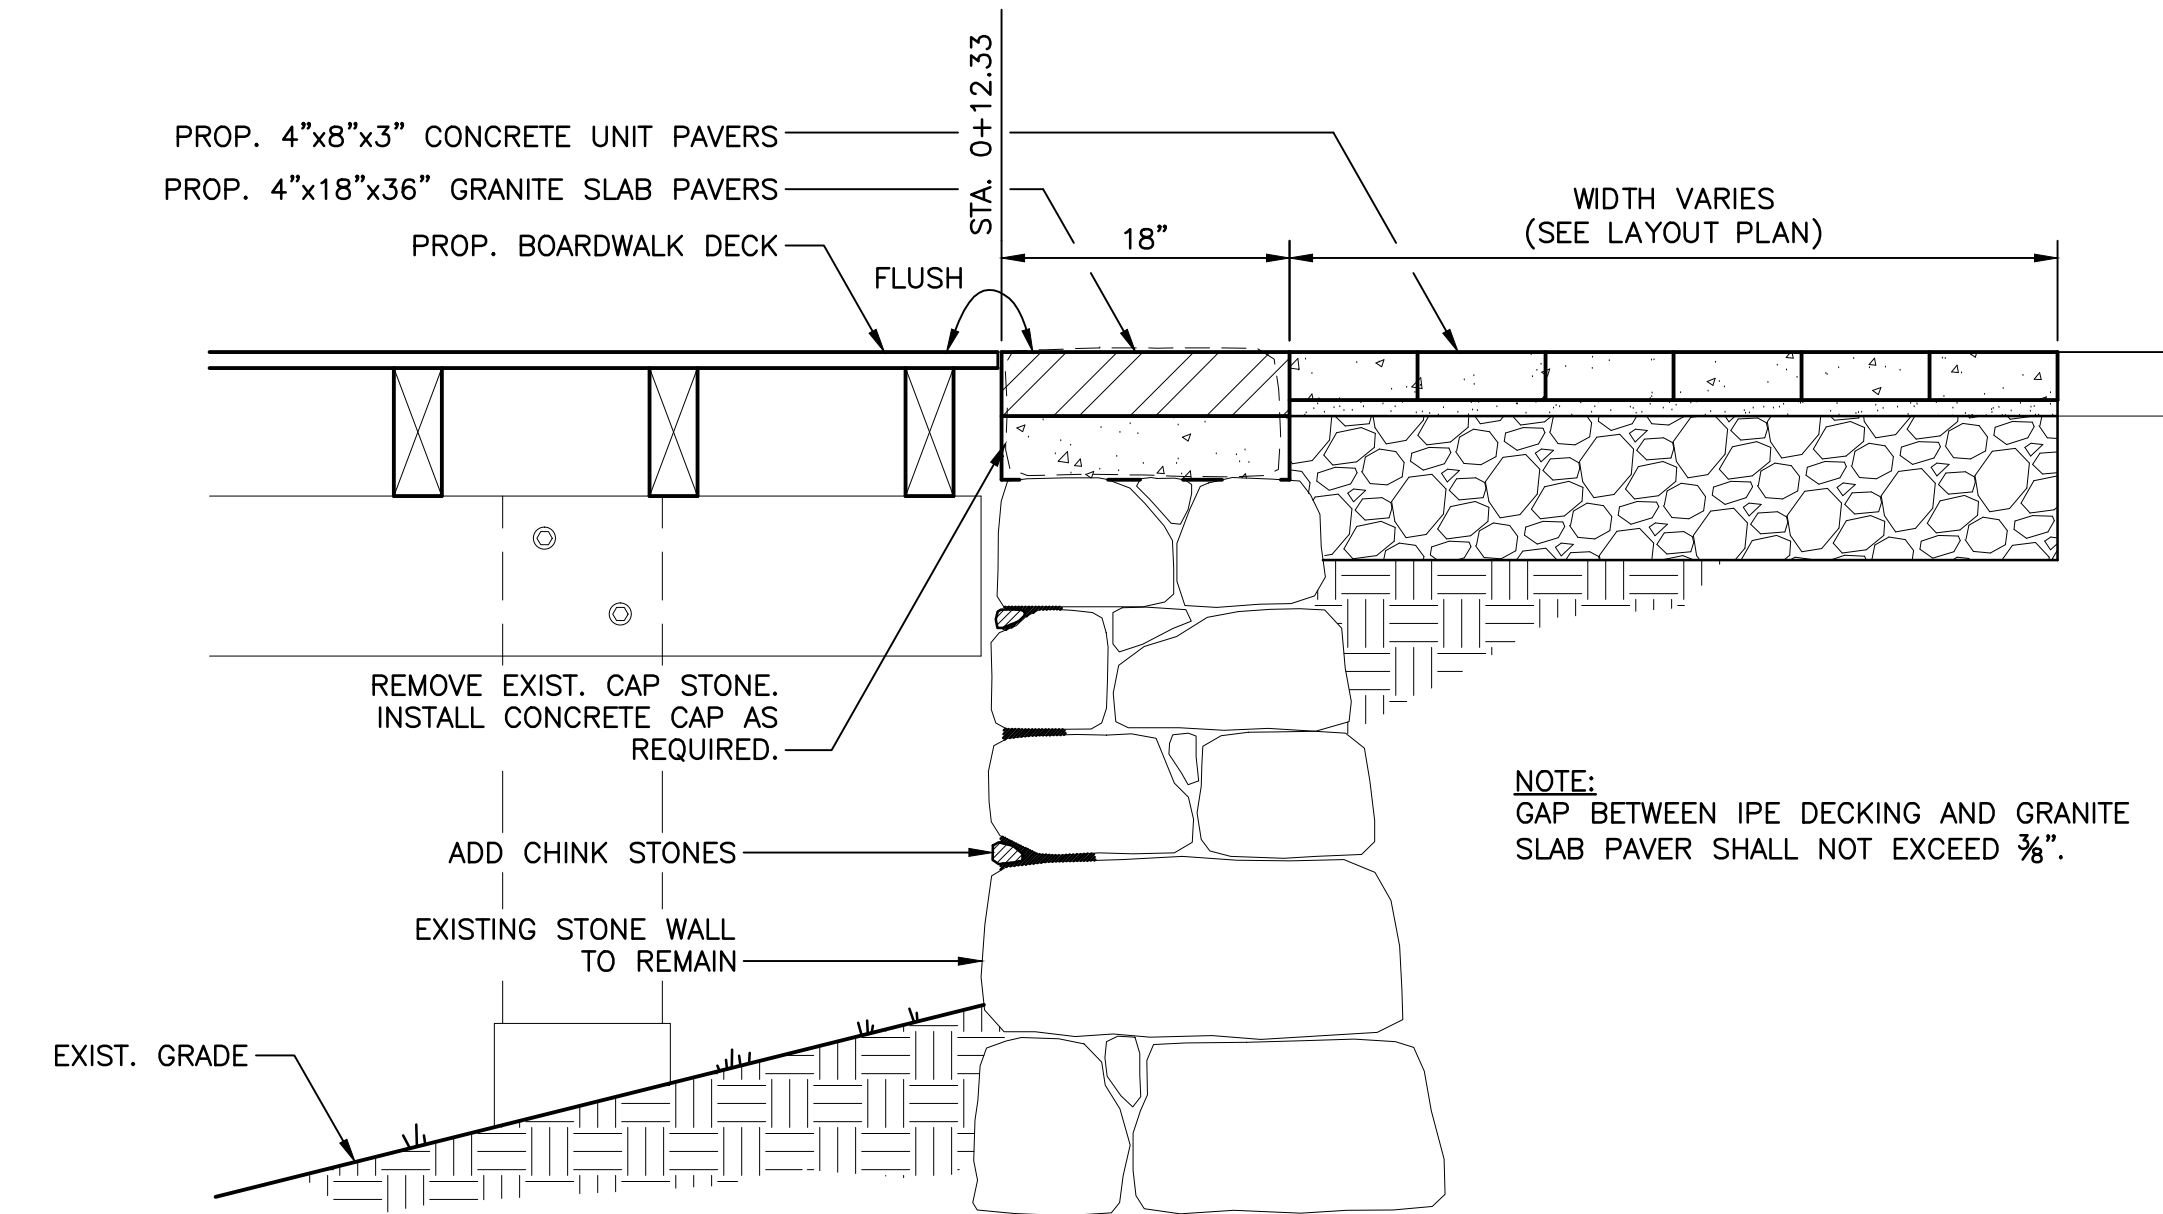 STA. 0+12.33
PROP. 4”x8”x3” CONCRETE UNIT PAVERS
PROP. 4”x18”x36” GRANITE SLAB PAVERS
PROP. BOARDWALK DECK
FLUSH
18”
WIDTH VARIES
(SEE LAYOUT PLAN)
REMOVE EXIST. CAP STONE.
INSTALL CONCRETE CAP AS
REQUIRED.
NOTE:
GAP BETWEEN IPE DECKING AND GRANITE
SLAB PAVER SHALL NOT EXCEED ⅜”.
ADD CHINK STONES
EXISTING STONE WALL
TO REMAIN
EXIST. GRADE